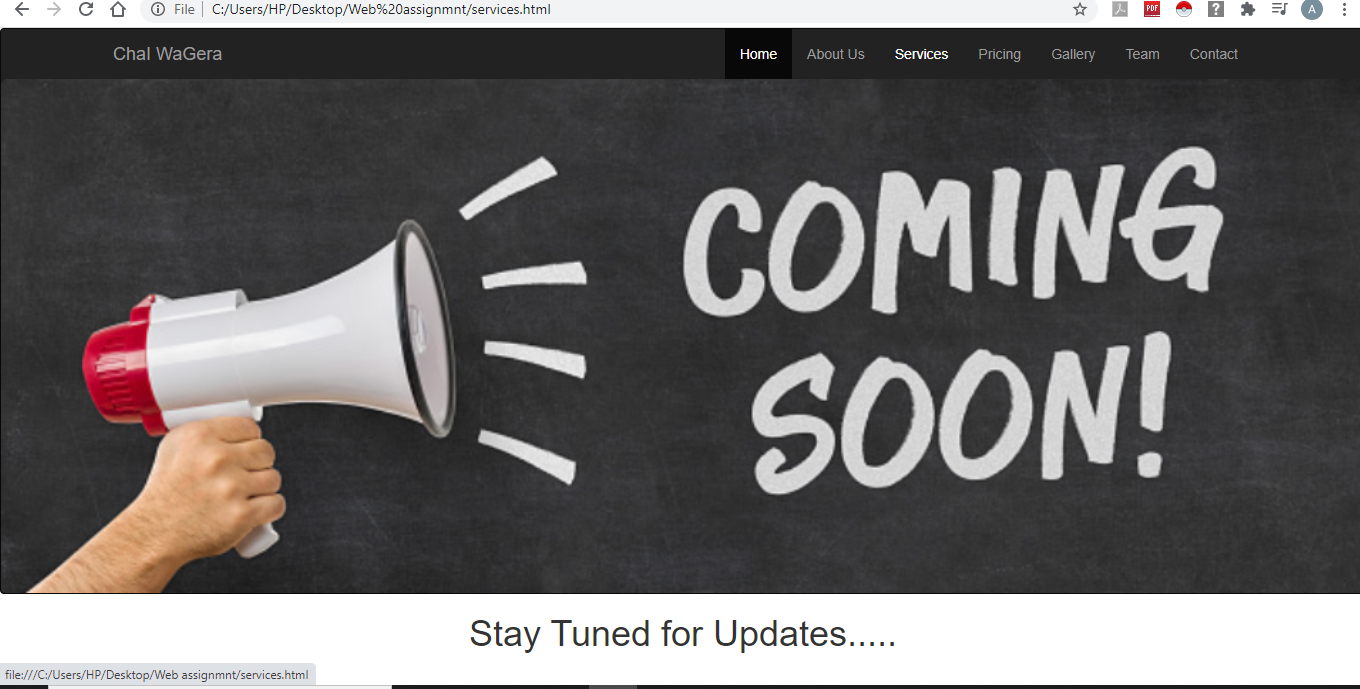 File C:/Users/HP/Desktop/Web%20assignmnt/services.html
PDF ? A
Chal WaGera Home About Us Services Pricing Gallery Team Contact
COMING
SOON!
Stay Tuned for Updates.....
file:///C:/Users/HP/Desktop/Web assignmnt/services.html